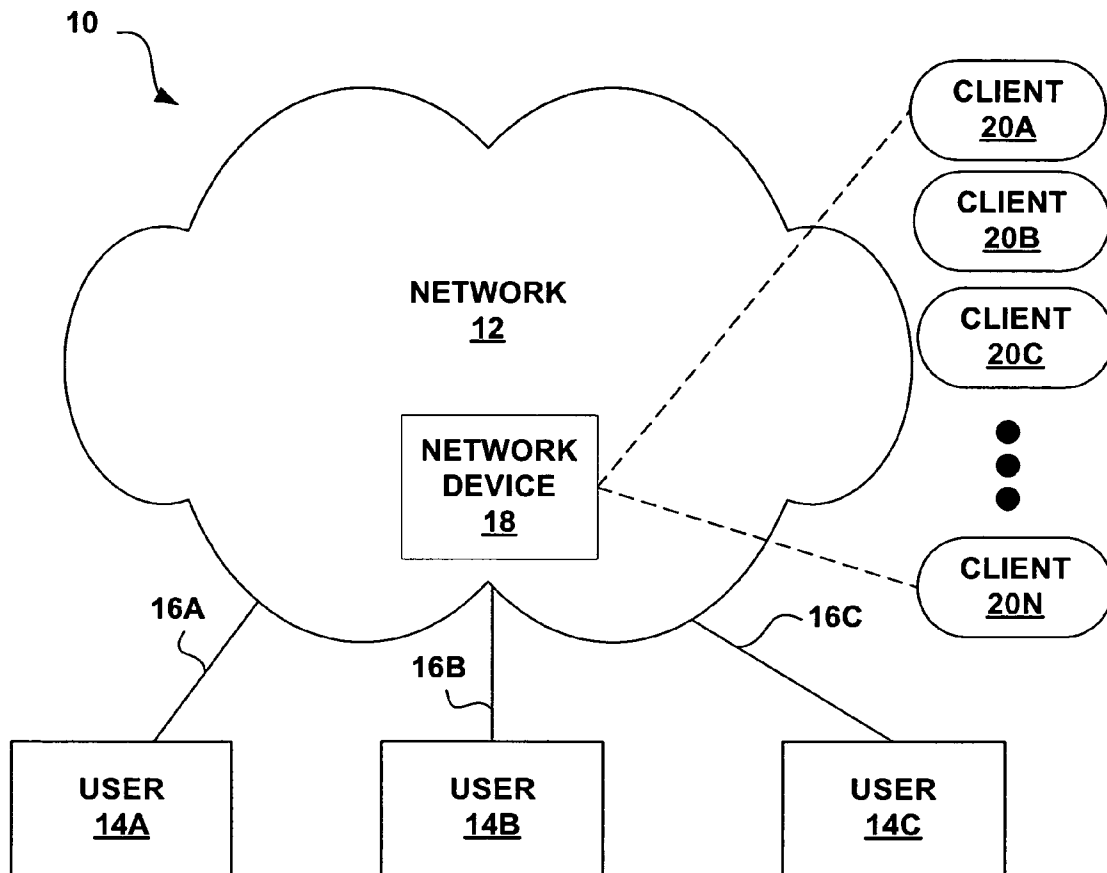 10
CLIENT
20A
CLIENT
20B
CLIENT
20C
NETWORK
12
NETWORK
DEVICE
18
CLIENT
20N
16A
16B
16C
USER
14A
USER
14B
USER
14C